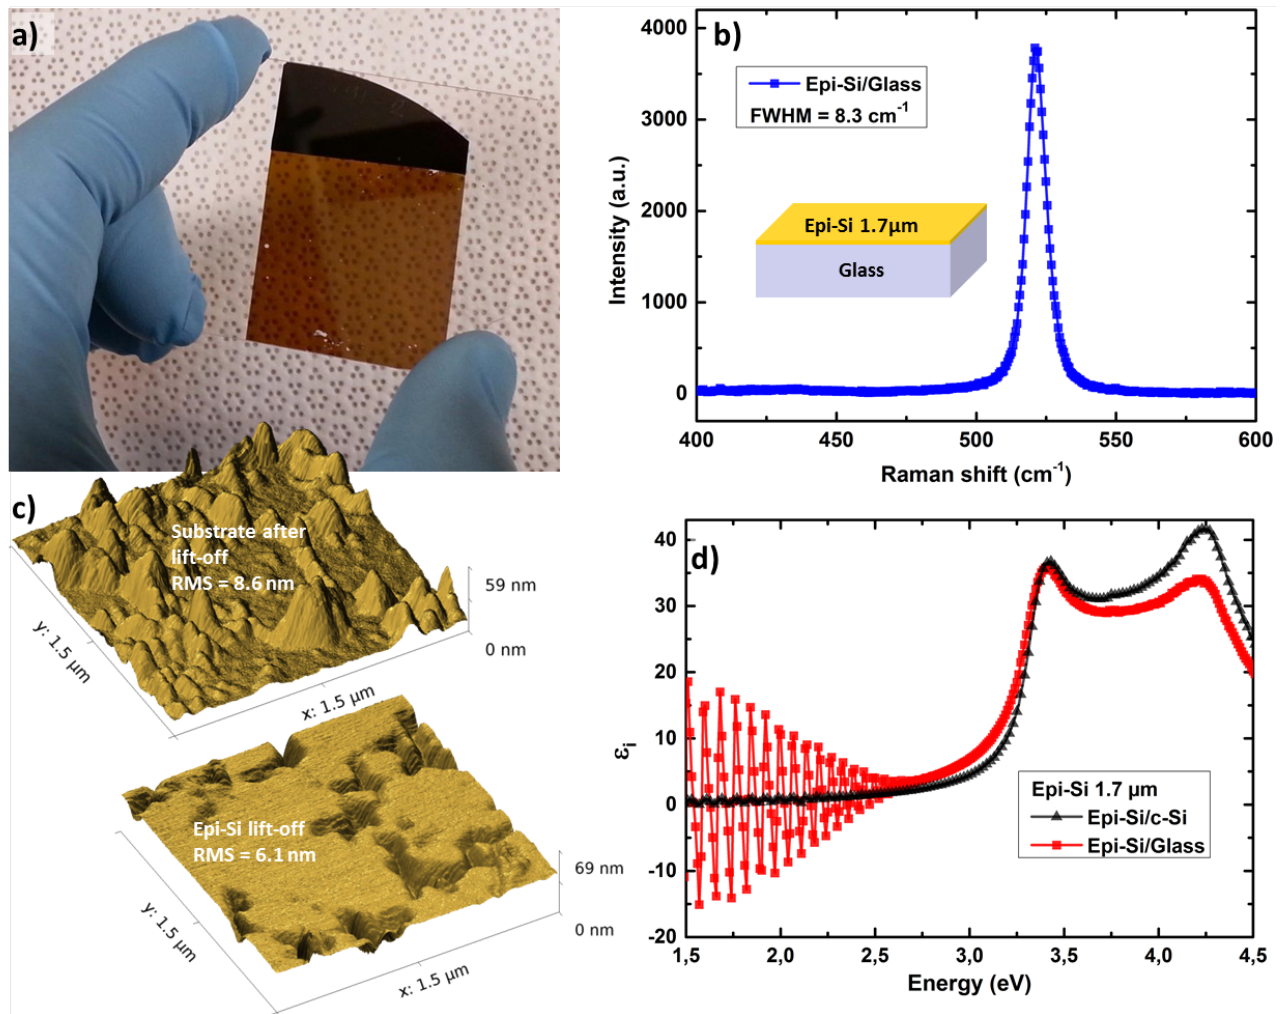 a)
b)
Epi-Si/Glass
FWHM = 8.3 cm⁻¹
Epi-Si 1.7µm
Glass
Intensity (a.u.)
4000
3000
2000
1000
0
400
450
500
550
600
Raman shift (cm⁻¹)
c)
Substrate after
lift-off
RMS = 8.6 nm
59 nm
0 nm
y: 1.5 µm
x: 1.5 µm
Epi-Si lift-off
RMS = 6.1 nm
69 nm
0 nm
y: 1.5 µm
x: 1.5 µm
d)
40
30
20
10
0
-10
-20
εi
Epi-Si 1.7 µm
Epi-Si/c-Si
Epi-Si/Glass
1,5
2,0
2,5
3,0
3,5
4,0
4,5
Energy (eV)